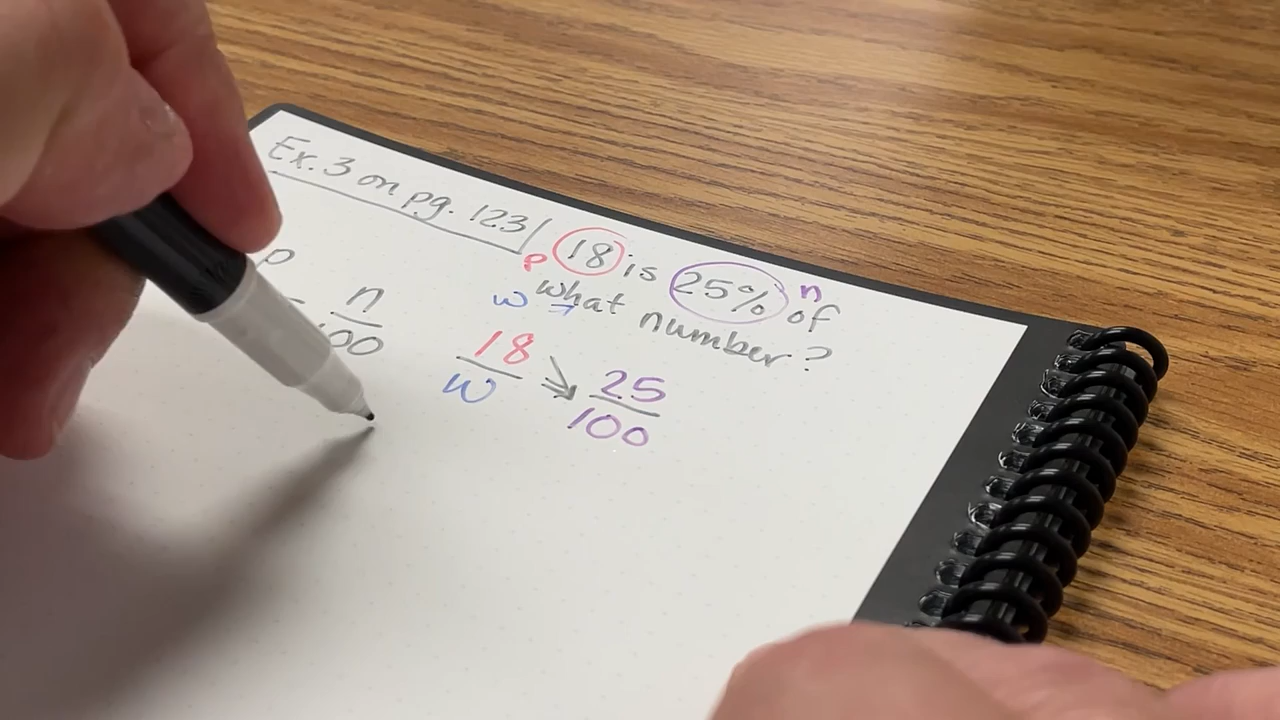 Ex. 3 on pg. 123 18 is 25% n of
p w what number?
p n
100
18 25
w 100